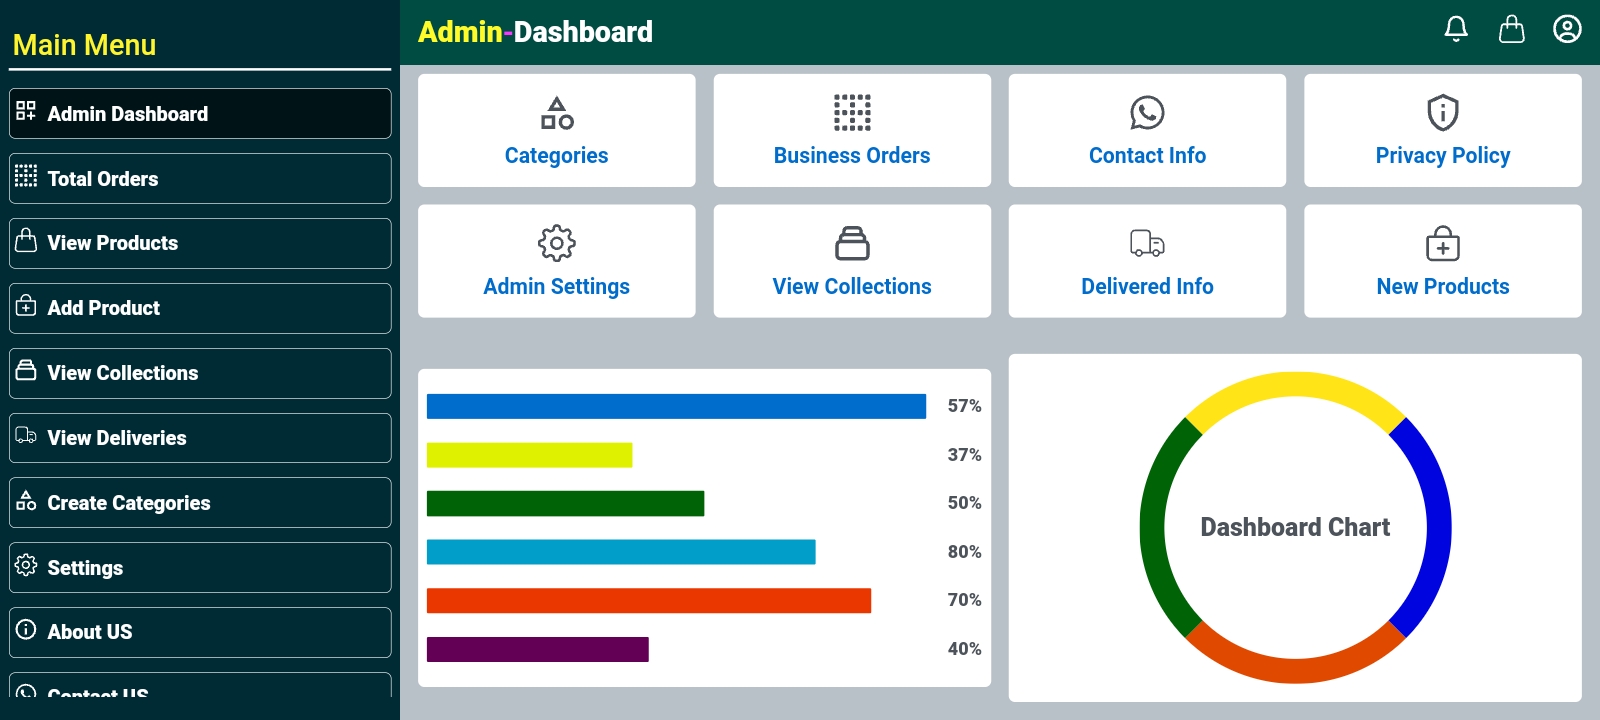 Main Menu
Admin Dashboard
Total Orders
View Products
Add Product
View Collections
View Deliveries
Create Categories
Settings
About US
Contact US
Admin-Dashboard
Categories
Business Orders
Contact Info
Privacy Policy
Admin Settings
View Collections
Delivered Info
New Products
57%
37%
50%
80%
70%
40%
Dashboard Chart